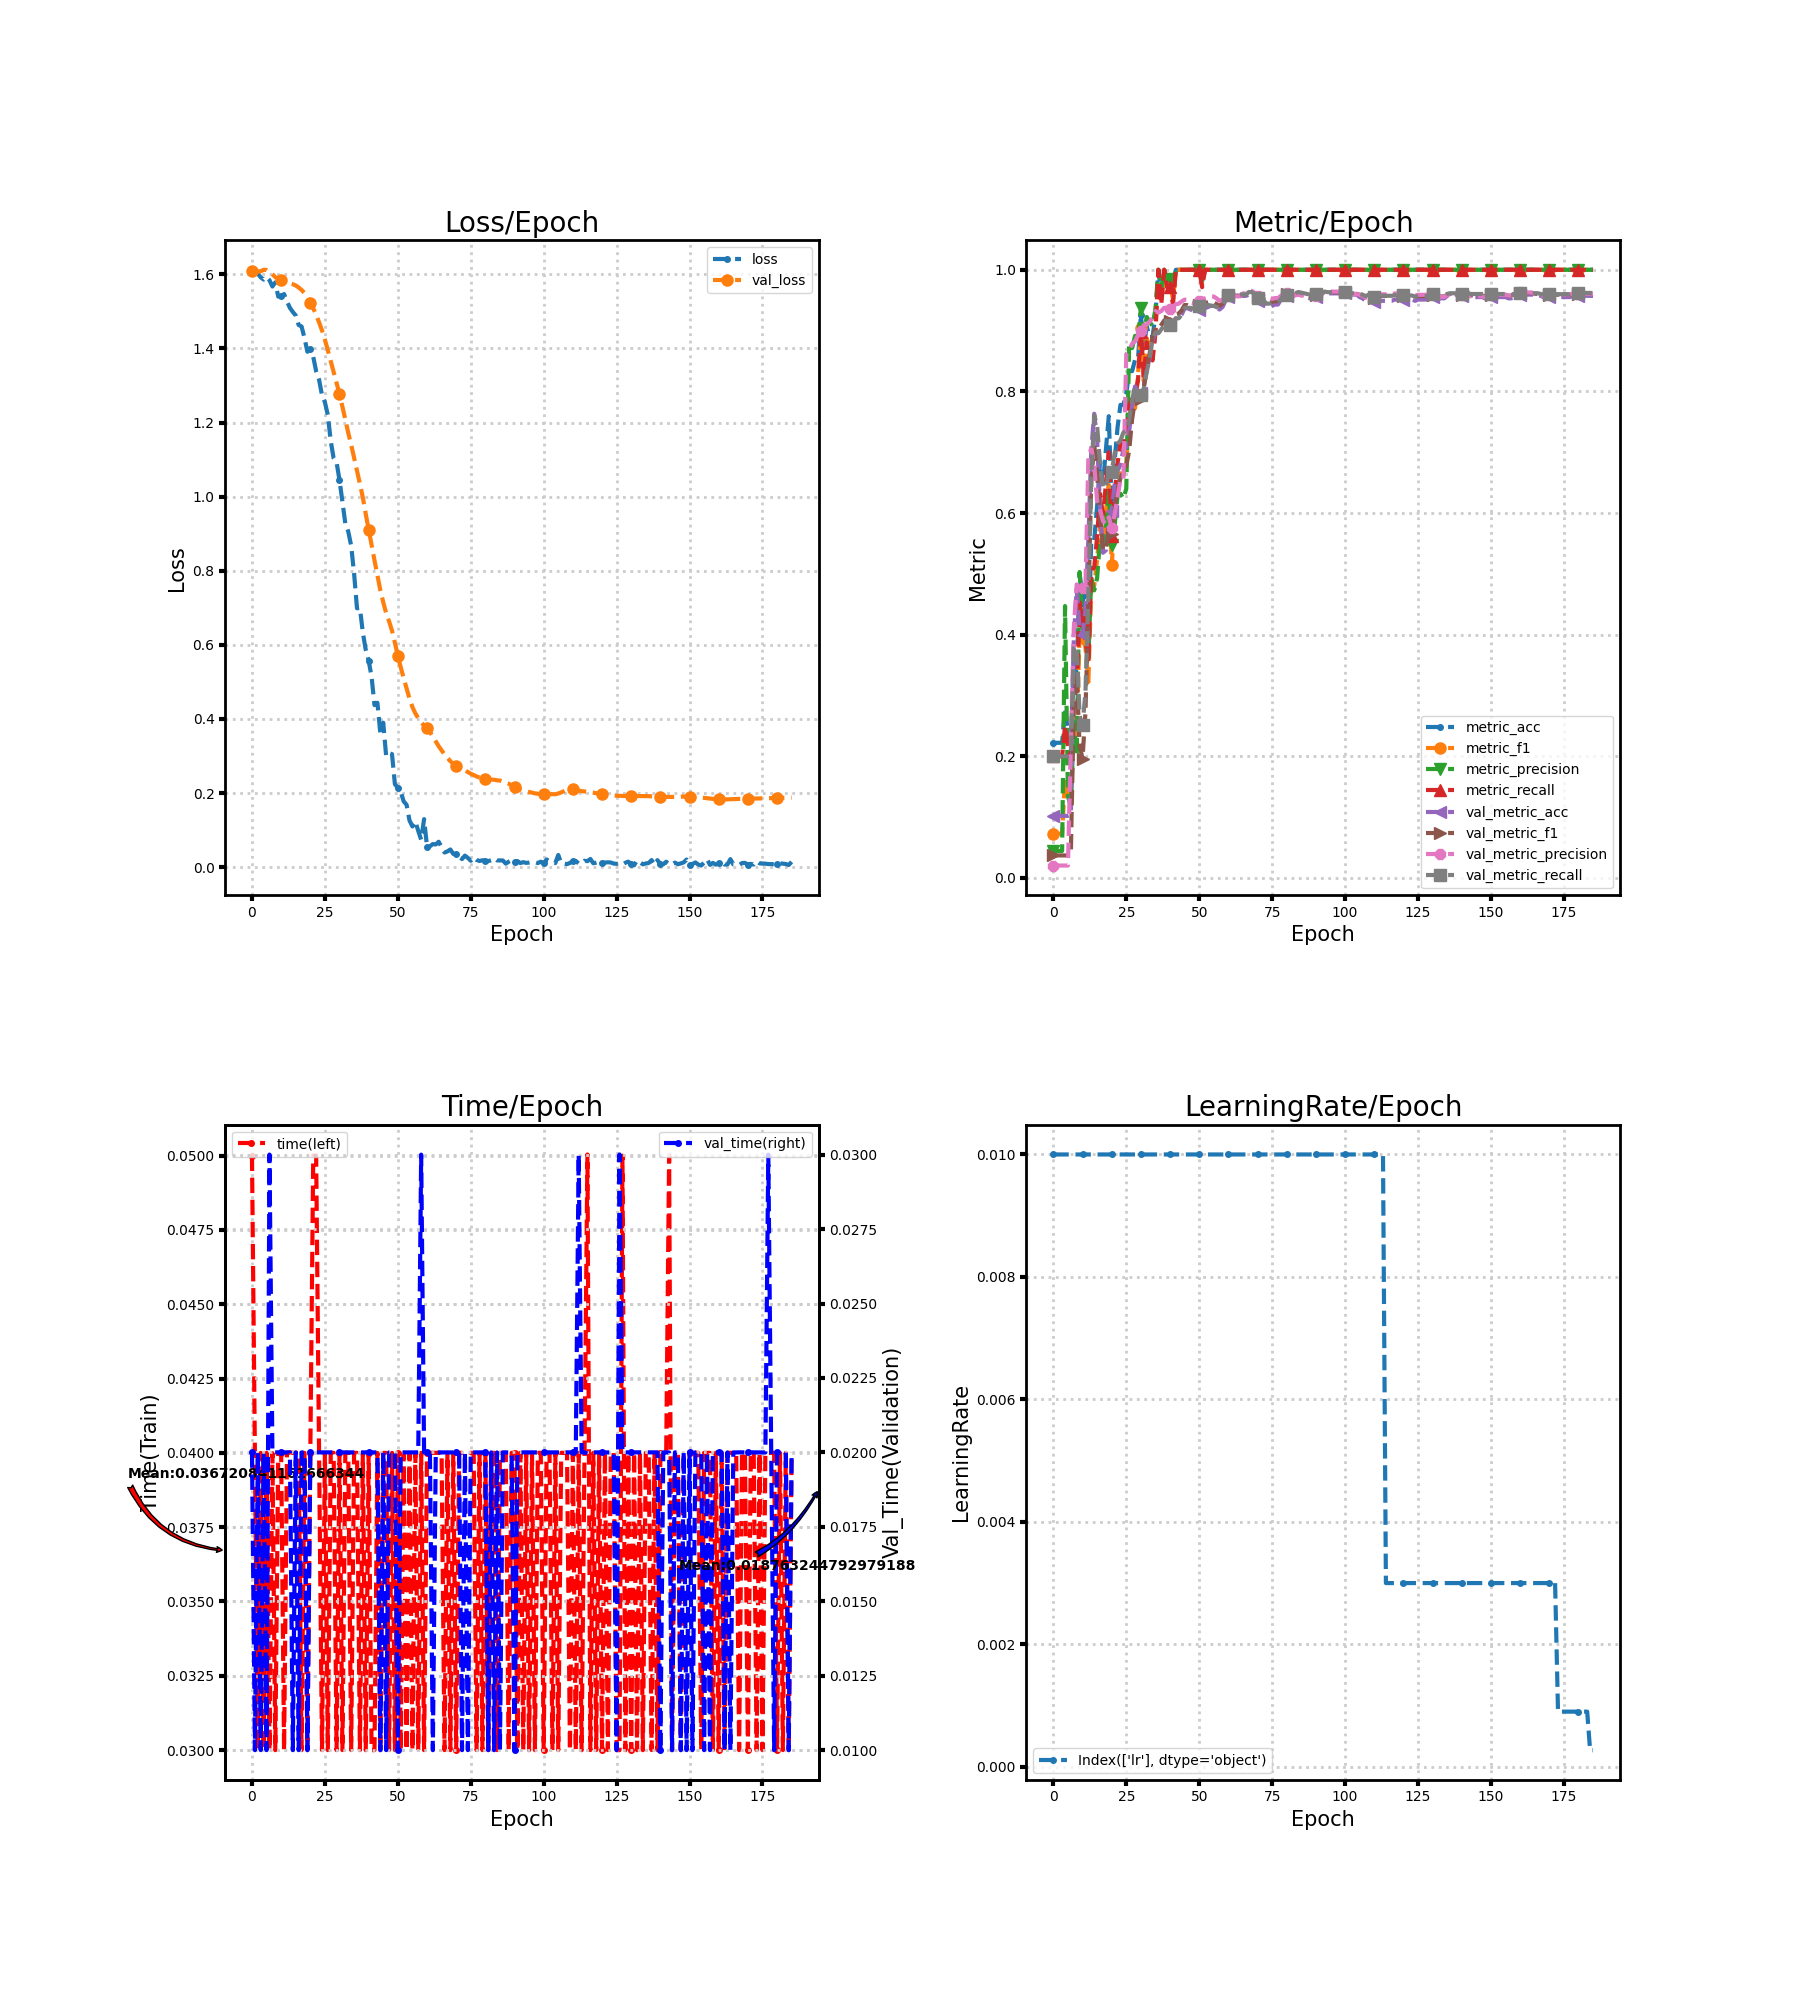 Loss/Epoch
loss
val_loss
1.6
1.4
1.2
1.0
0.8
0.6
0.4
0.2
0.0
Loss
0 25 50 75 100 125 150 175
Epoch
Metric/Epoch
1.0
0.8
0.6
0.4
0.2
0.0
Metric
metric_acc
metric_f1
metric_precision
metric_recall
val_metric_acc
val_metric_f1
val_metric_precision
val_metric_recall
0 25 50 75 100 125 150 175
Epoch
Time/Epoch
time(left)
val_time(right)
0.0500
0.0475
0.0450
0.0425
0.0400
0.0375
0.0350
0.0325
0.0300
Time(Train)
0.0300
0.0275
0.0250
0.0225
0.0200
0.0175
0.0150
0.0125
0.0100
Val_Time(Validation)
Mean:0.018763244792979188
0 25 50 75 100 125 150 175
Epoch
LearningRate/Epoch
0.010
0.008
0.006
0.004
0.002
0.000
LearningRate
Index(['lr'], dtype='object')
0 25 50 75 100 125 150 175
Epoch